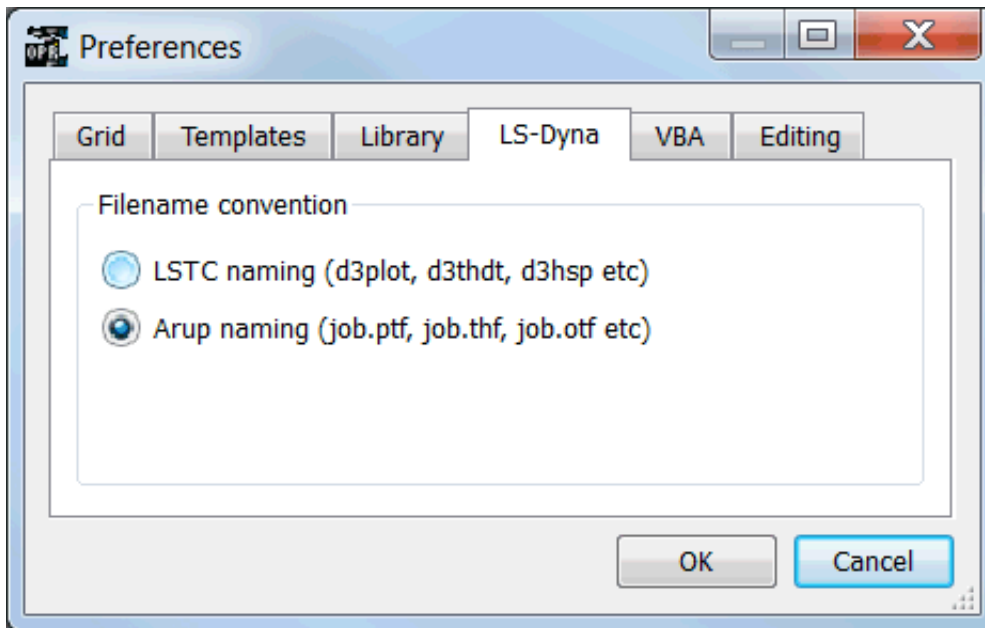 Preferences
Grid Templates Library LS-Dyna VBA Editing
Filename convention
LSTC naming (d3plot, d3thdt, d3hsp etc)
Arup naming (job.ptf, job.thf, job.otf etc)
OK Cancel